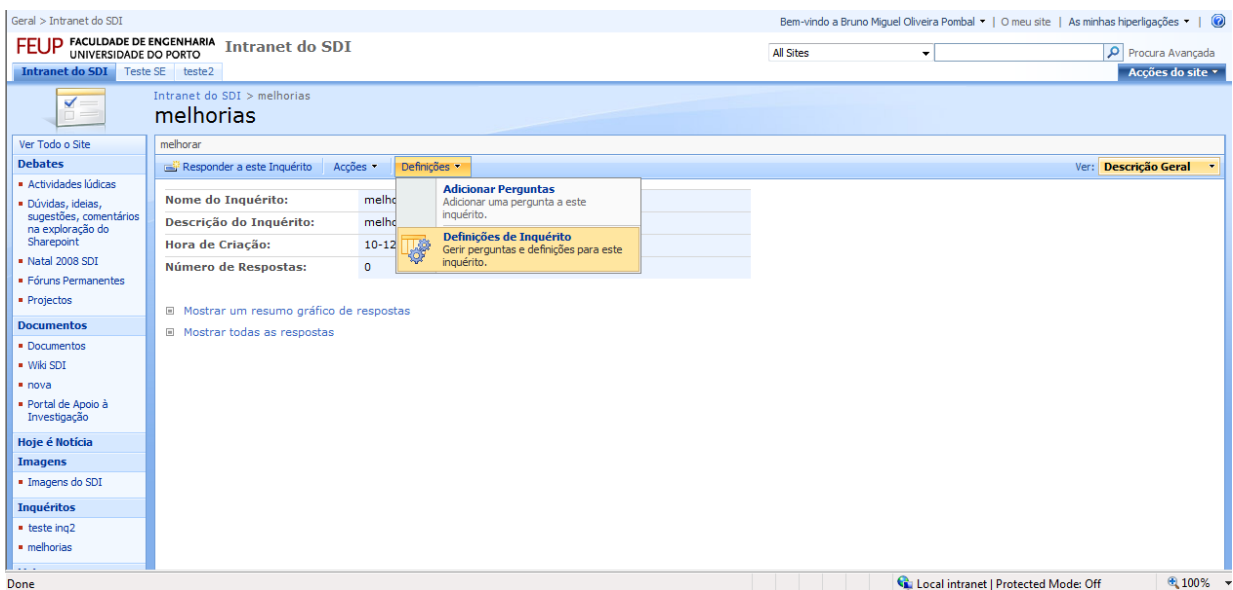 Geral > Intranet do SDI
Bem-vindo a Bruno Miguel Oliveira Pombal | O meu site | As minhas hiperligações |
FEUP FACULDADE DE ENGENHARIA
UNIVERSIDADE DO PORTO
Intranet do SDI
All Sites
Procura Avançada
Intranet do SDI Teste SE teste2
Acções do site
Intranet do SDI > melhorias
melhorias
Ver Todo o Site
melhorar
Responder a este Inquérito Acções Definições
Ver: Descrição Geral
Adicionar Perguntas
Adicionar uma pergunta a este
inquérito.
Definições de Inquérito
Gerir perguntas e definições para este
inquérito.
Nome do Inquérito: melho
Descrição do Inquérito: melho
Hora de Criação: 10-12
Número de Respostas: 0
Mostrar um resumo gráfico de respostas
Mostrar todas as respostas
Debates
Actividades lúdicas
Dúvidas, ideias,
sugestões, comentários
na exploração do
Sharepoint
Natal 2008 SDI
Fóruns Permanentes
Projectos
Documentos
Documentos
Wiki SDI
nova
Portal de Apoio à
Investigação
Hoje é Notícia
Imagens
Imagens do SDI
Inquéritos
teste inq2
melhorias
Done
Local intranet | Protected Mode: Off
100%